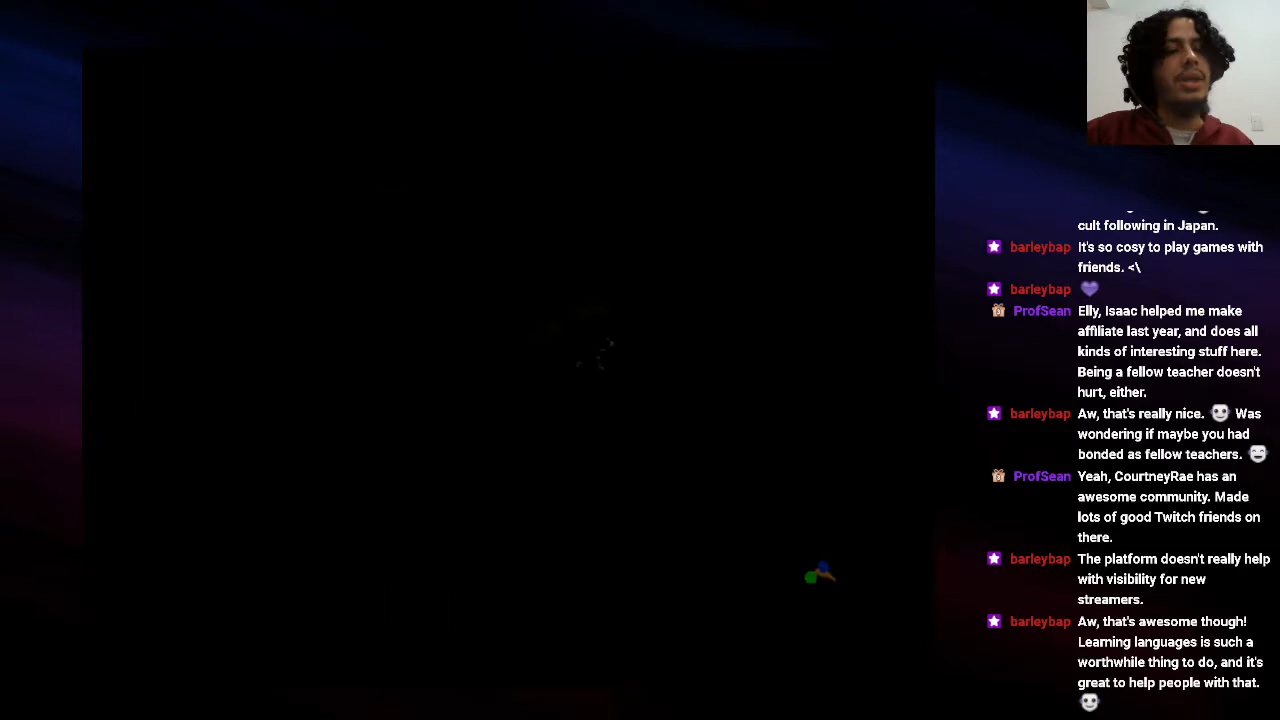 cult following in Japan.
barleybap It's so cosy to play games with
friends. <\
barleybap 💜
ProfSean Elly, Isaac helped me make
affiliate last year, and does all
kinds of interesting stuff here.
Being a fellow teacher doesn't
hurt, either.
barleybap Aw, that's really nice. Was
wondering if maybe you had
bonded as fellow teachers.
ProfSean Yeah, CourtneyRae has an
awesome community. Made
lots of good Twitch friends on
there.
barleybap The platform doesn't really help
with visibility for new
streamers.
barleybap Aw, that's awesome though!
Learning languages is such a
worthwhile thing to do, and it's
great to help people with that.